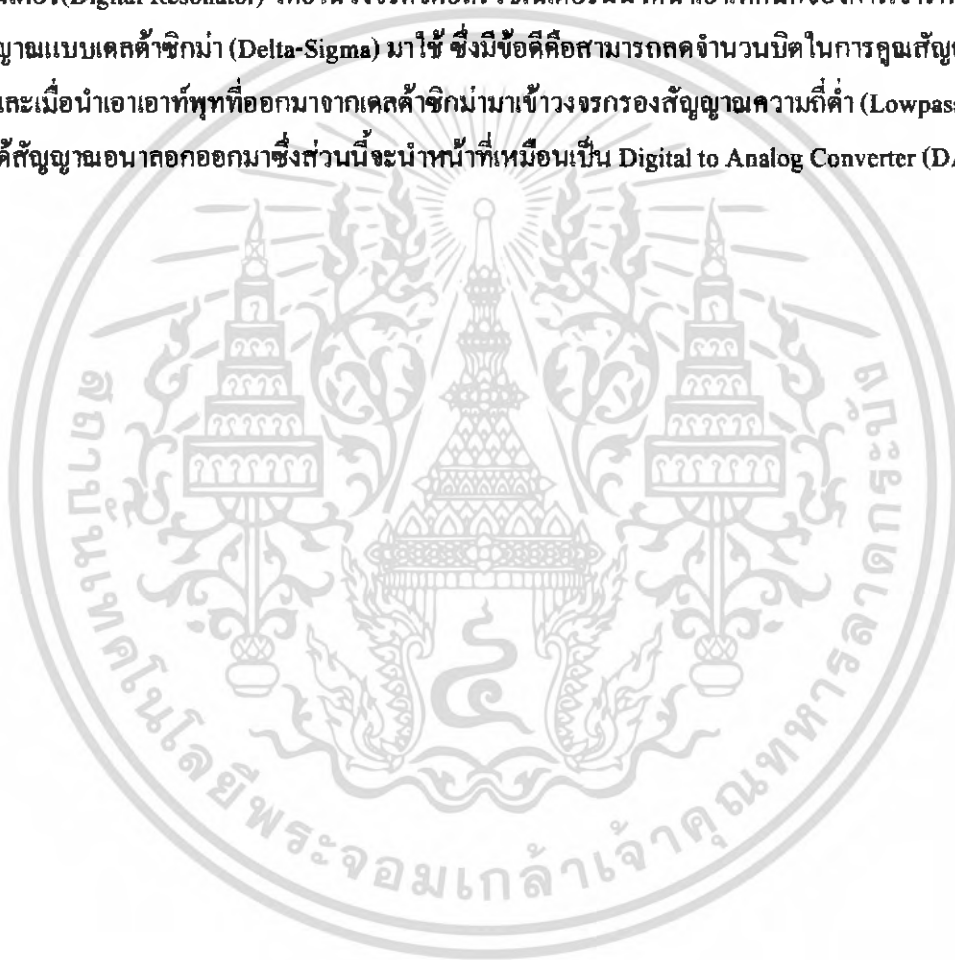 (Digital Resonator)
ญาณแบบเดลต้าซิกม่า (Delta-Sigma) มาใช้ ซึ่งมีข้อดีคือสามารถลดจำนวนบิตในการคูณสัญ
ละเมื่อนำเอาเอาท์พุทที่ออกมาจากเดลต้าซิกม่ามาเข้าวงจรกรองสัญญาณความถี่ต่ำ (Lowpas
ด้สัญญาณอนาลอกออกมาซึ่งส่วนนี้จะนำหน้าที่เหมือนเป็น Digital to Analog Converter (D
สถาบันเทคโนโลยีพระจอมเกล้าเจ้าคุณทหารลาดกระบัง